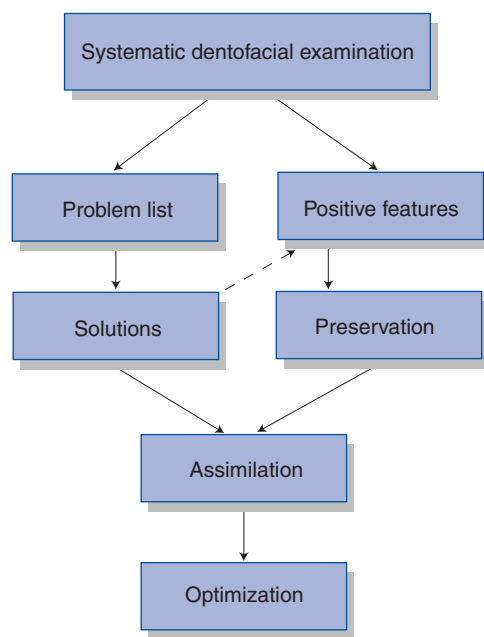 Systematic dentofacial examination
Problem list
Positive features
Solutions
Preservation
Assimilation
Optimization